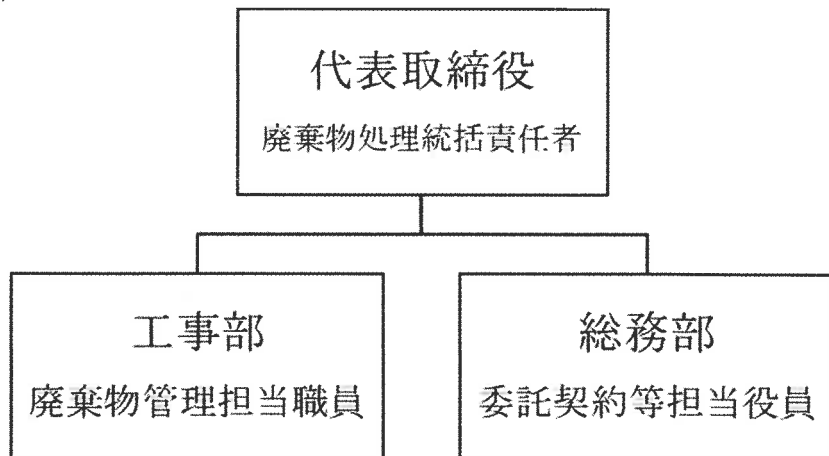 代表取締役
廃棄物処理統括責任者
工事部
廃棄物管理担当職員
総務部
委託契約等担当役員